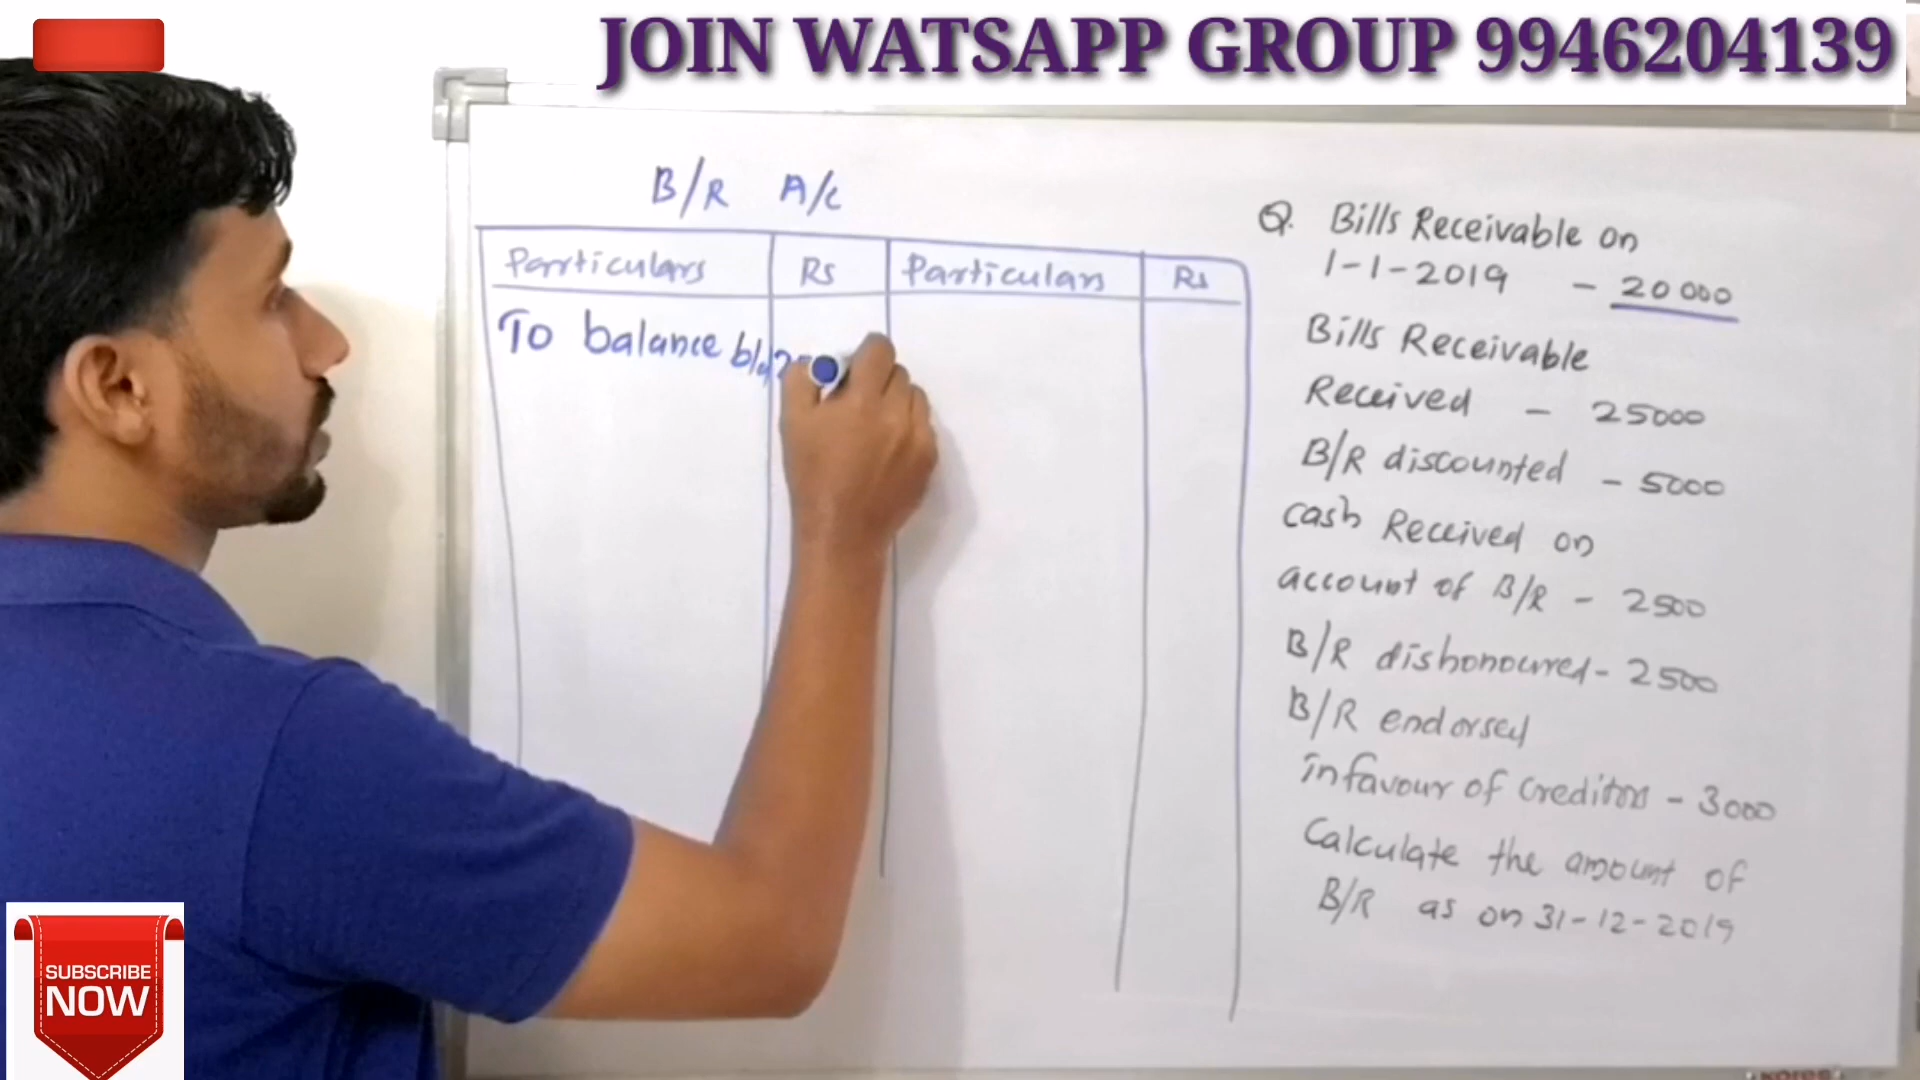 JOIN WATSAPP GROUP 9946204139
B/R A/c
Particulars Rs Particulars Rs
To balance b/d
Q. Bills Receivable on
1-1-2019 - 20000
Bills Receivable
Received - 25000
B/R discounted - 5000
cash Received on
account of B/R - 2500
B/R dishonoured - 2500
B/R endorsed
in favour of creditors - 3000
Calculate the amount of
B/R as on 31-12-2019
SUBSCRIBE
NOW